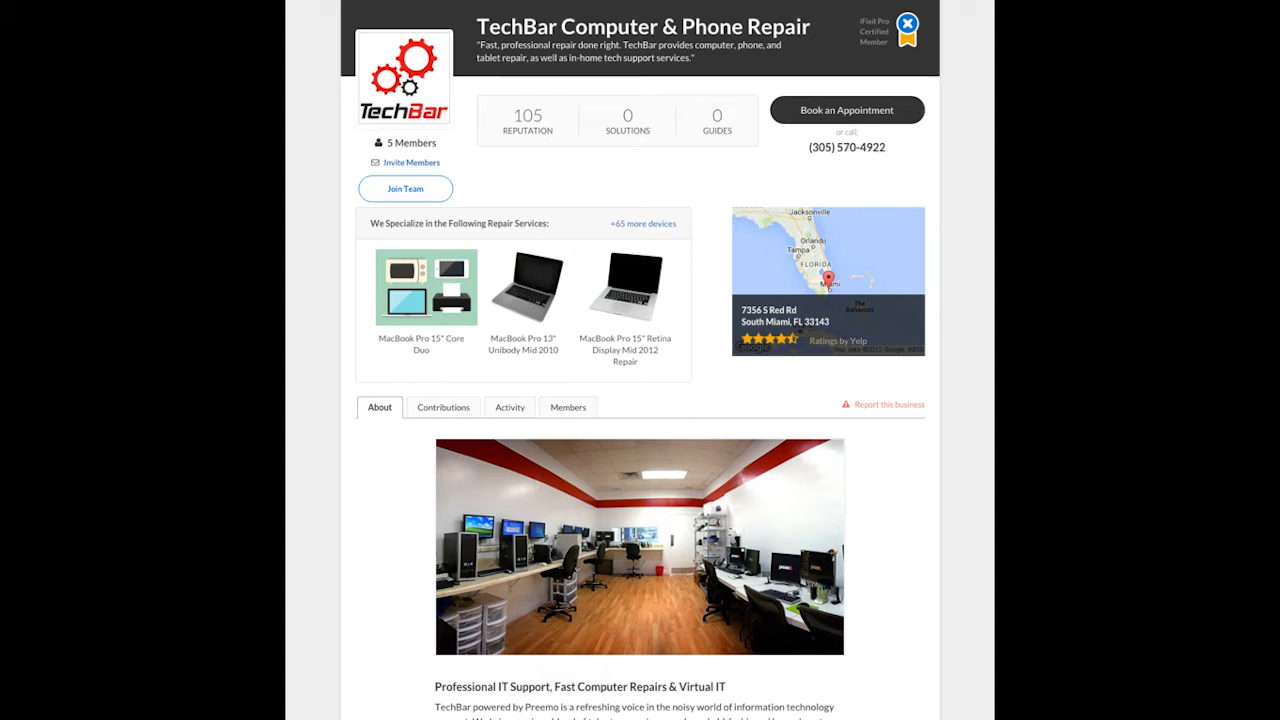 TechBar Computer & Phone Repair
"Fast, professional repair done right. TechBar provides computer, phone, and
tablet repair, as well as in-home tech support services."
iFixit Pro
Certified
Member
TechBar
5 Members
Invite Members
Join Team
105
REPUTATION
0
SOLUTIONS
0
GUIDES
Book an Appointment
or call:
(305) 570-4922
We Specialize in the Following Repair Services:
+65 more devices
MacBook Pro 15" Core
Duo
MacBook Pro 13"
Unibody Mid 2010
MacBook Pro 15" Retina
Display Mid 2012
Repair
Jacksonville
Orlando
Tampa
FLORIDA
Miami
The
Bahamas
7356 S Red Rd
South Miami, FL 33143
Ratings by Yelp
Google
About
Contributions
Activity
Members
Report this business
Professional IT Support, Fast Computer Repairs & Virtual IT
TechBar powered by Preemo is a refreshing voice in the noisy world of information technology